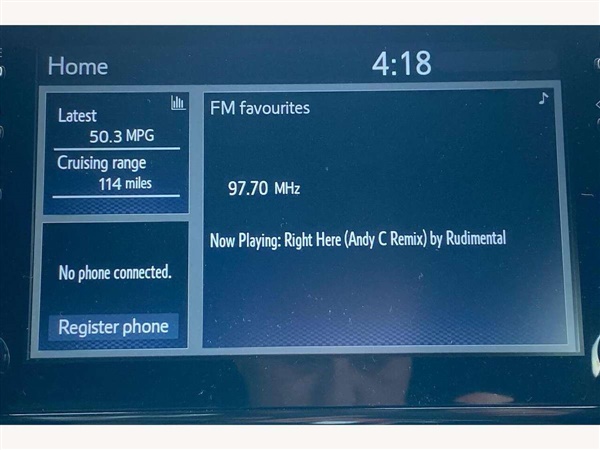 Home
4:18
Latest
50.3 MPG
Cruising range
114 miles
FM favourites
97.70 MHz
Now Playing: Right Here (Andy C Remix) by Rudimental
No phone connected.
Register phone